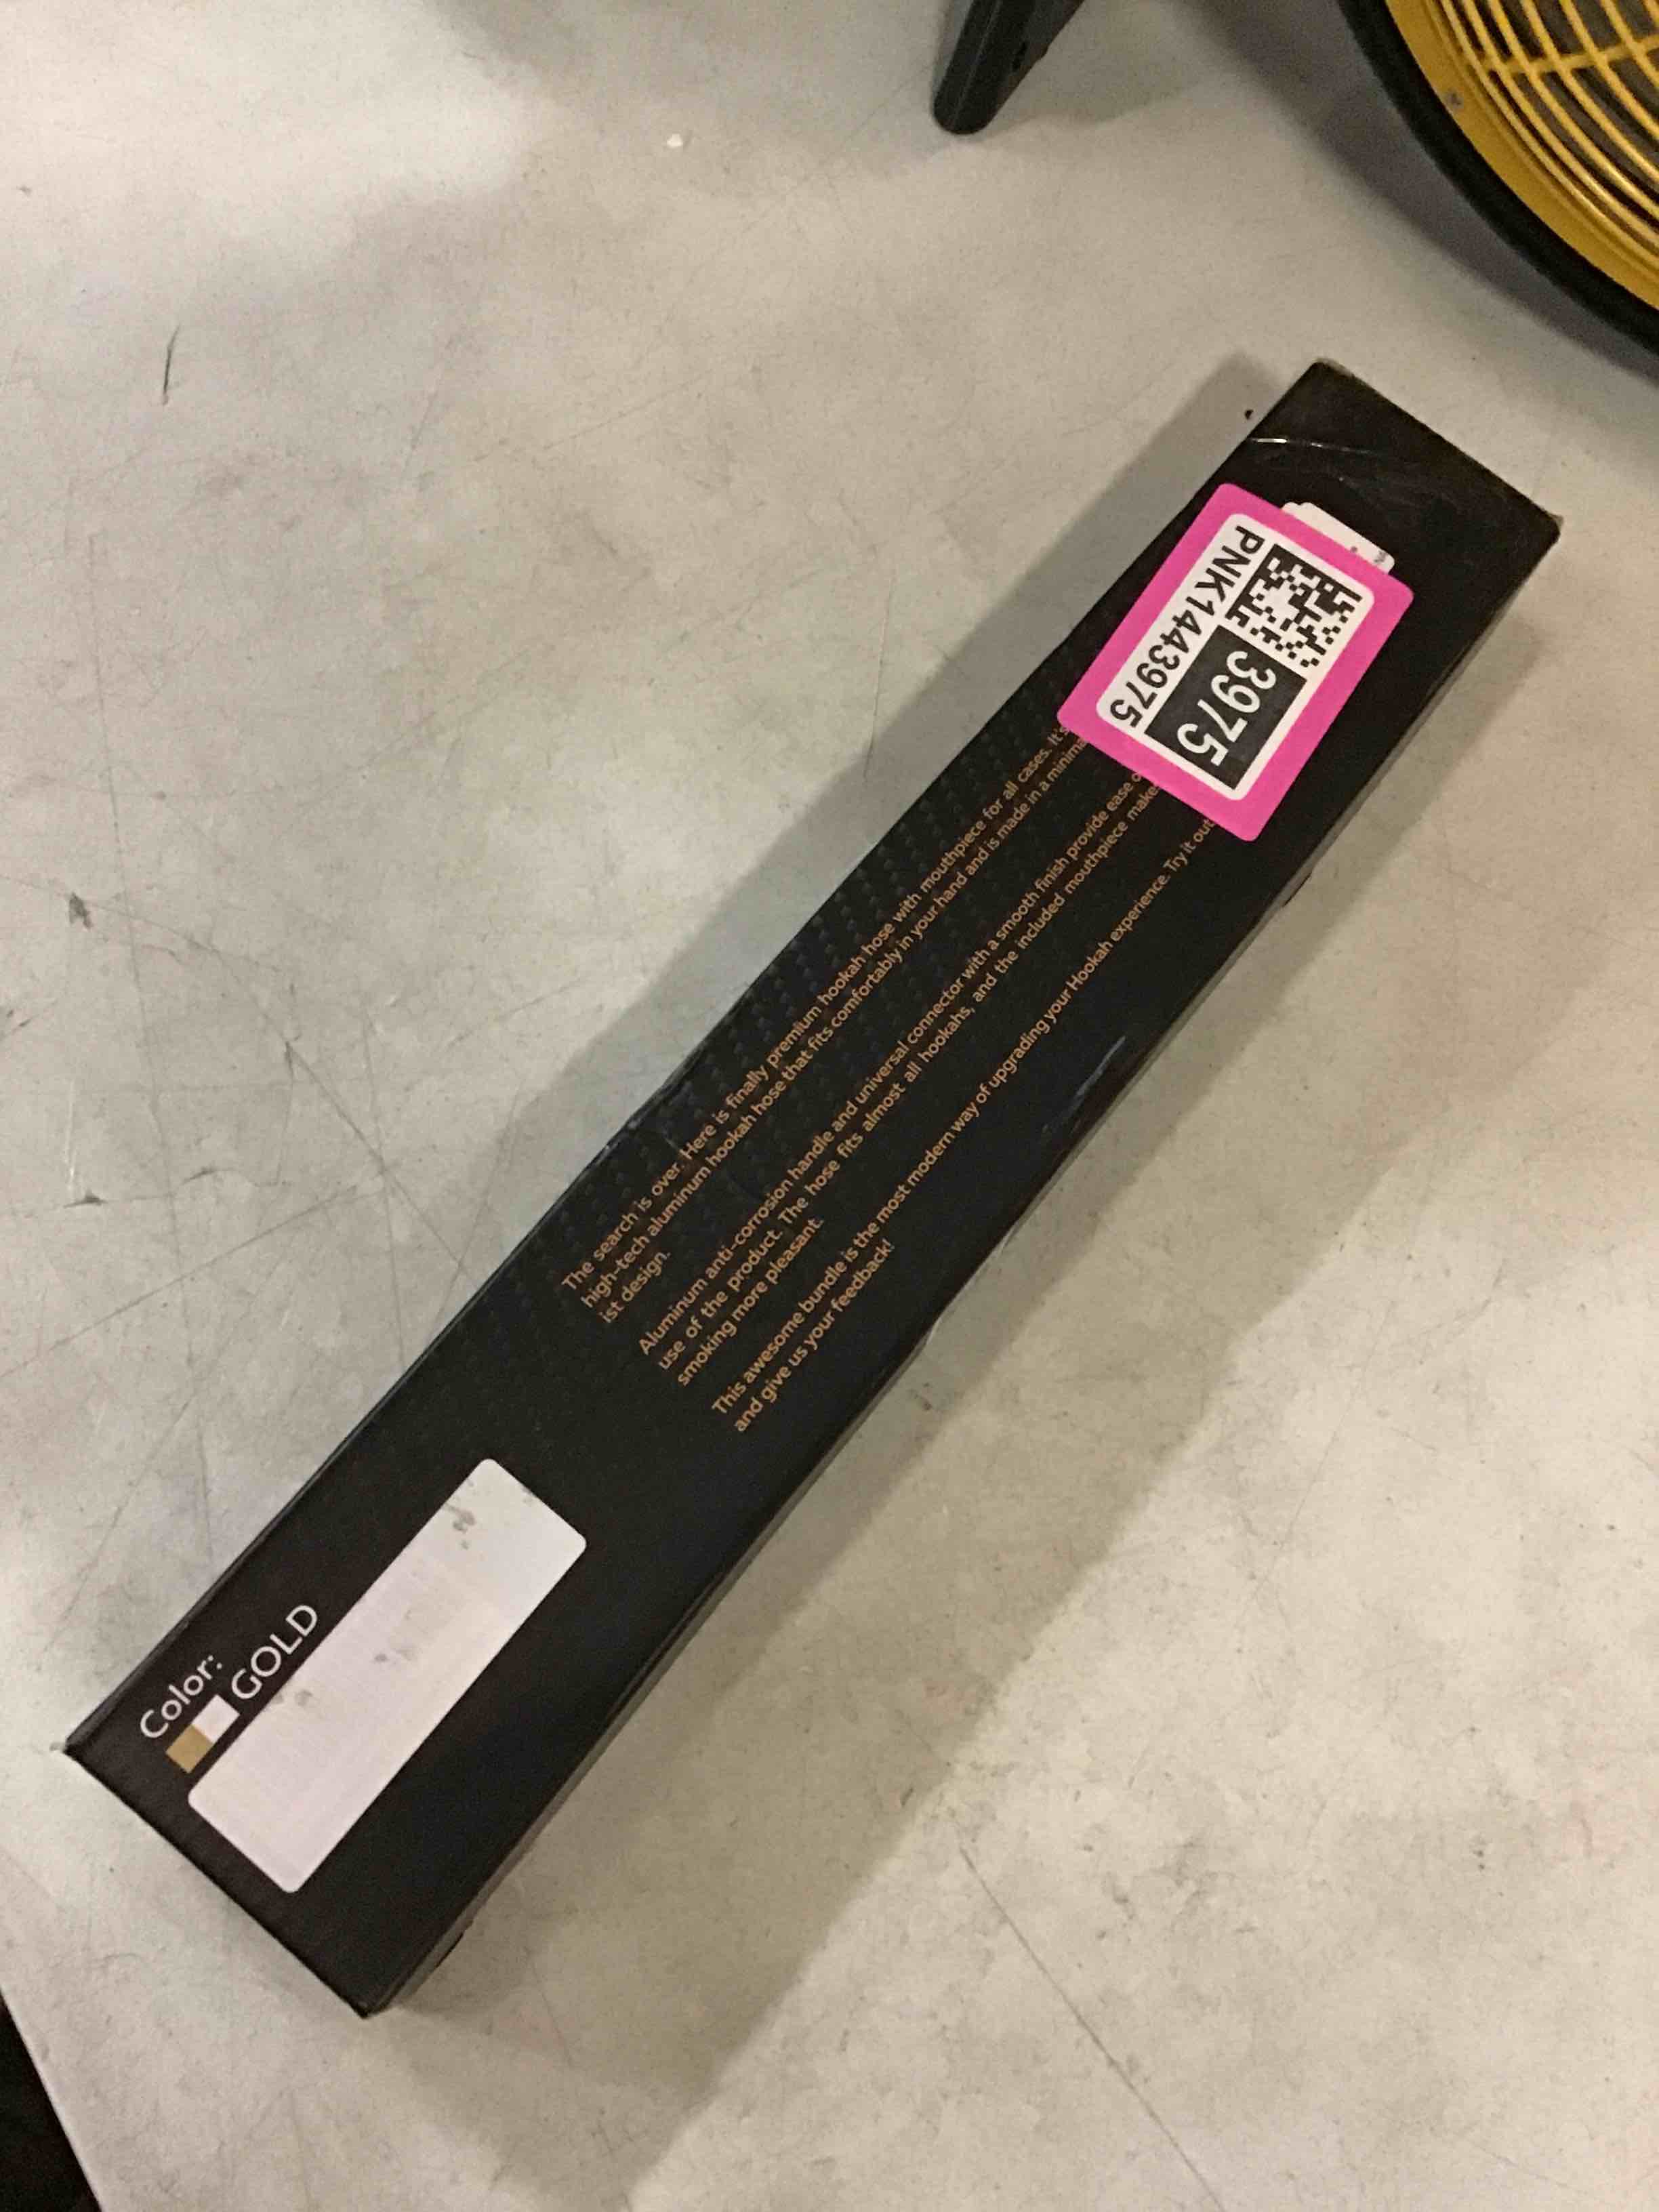 The search is over. Here is finally premium hookah hose with mouthpiece for all cases. It's
high-tech aluminum hookah hose that fits comfortably in your hand and is made in a minima
ist design.
Aluminum anti-corrosion handle and universal connector with a smooth finish provide ease o
use of the product. The hose fits almost all hookahs, and the included mouthpiece make
smoking more pleasant.
This awesome bundle is the most modern way of upgrading your Hookah experience. Try it out
and give us your feedback!
Color:
GOLD
3975
PNK1443975